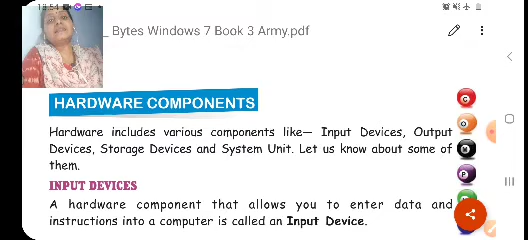 18:54
_ Bytes Windows 7 Book 3 Army.pdf
HARDWARE COMPONENTS
Hardware includes various components like— Input Devices, Output
Devices, Storage Devices and System Unit. Let us know about some of
them.
INPUT DEVICES
A hardware component that allows you to enter data and
instructions into a computer is called an Input Device.
C
O
M
P